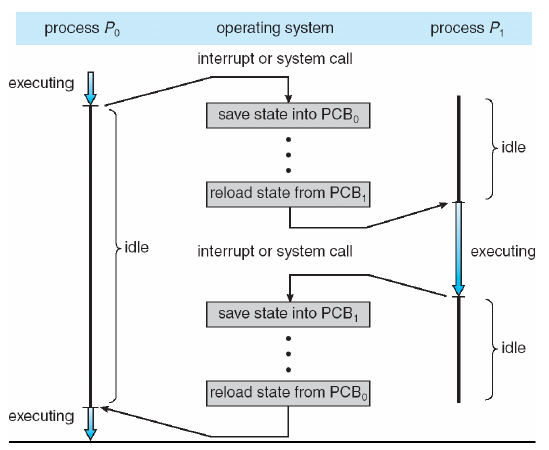 process P₀ operating system process P₁
interrupt or system call
executing
save state into PCB₀
idle
reload state from PCB₁
idle
interrupt or system call
executing
save state into PCB₁
idle
reload state from PCB₀
executing